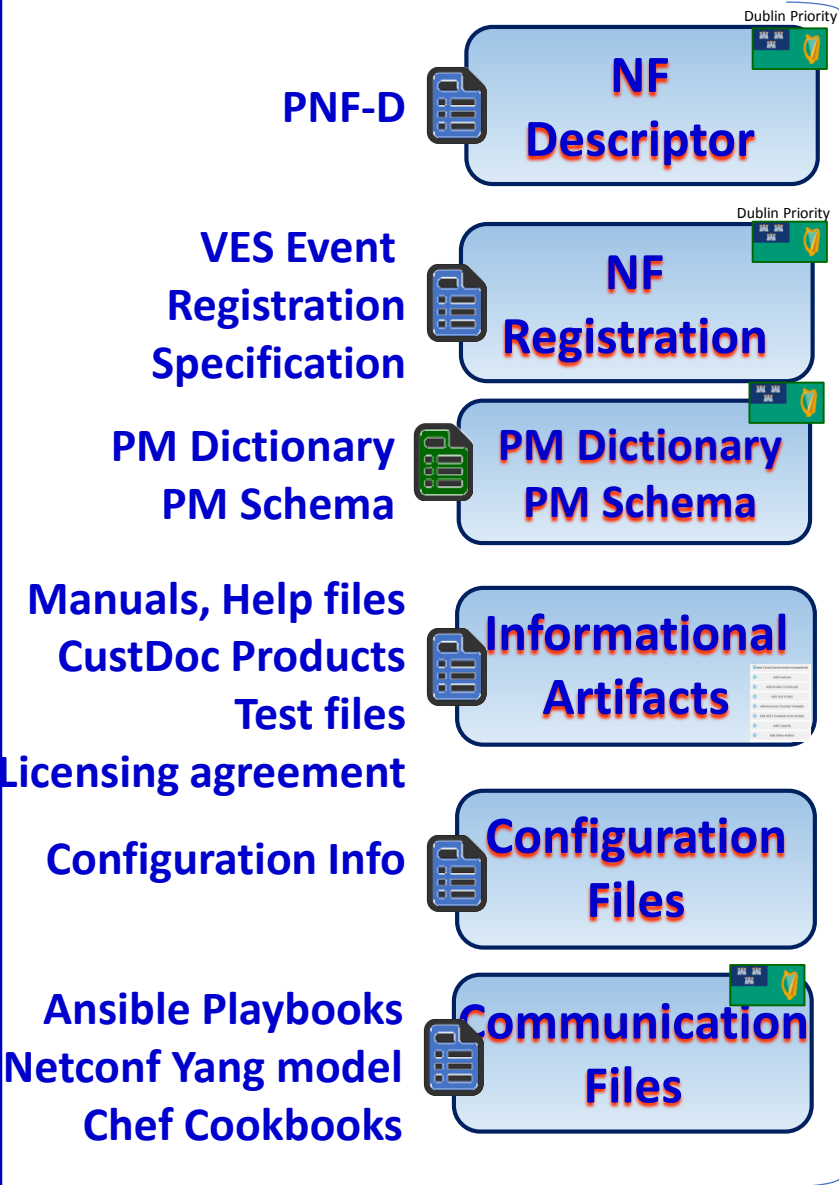 Dublin Priority
PNF-D
NF
Descriptor
Dublin Priority
VES Event
Registration
Specification
NF
Registration
PM Dictionary
PM Schema
PM Dictionary
PM Schema
Manuals, Help files
CustDoc Products
Test files
Licensing agreement
Informational
Artifacts
Configuration Info
Configuration
Files
Ansible Playbooks
Netconf Yang model
Chef Cookbooks
Communication
Files